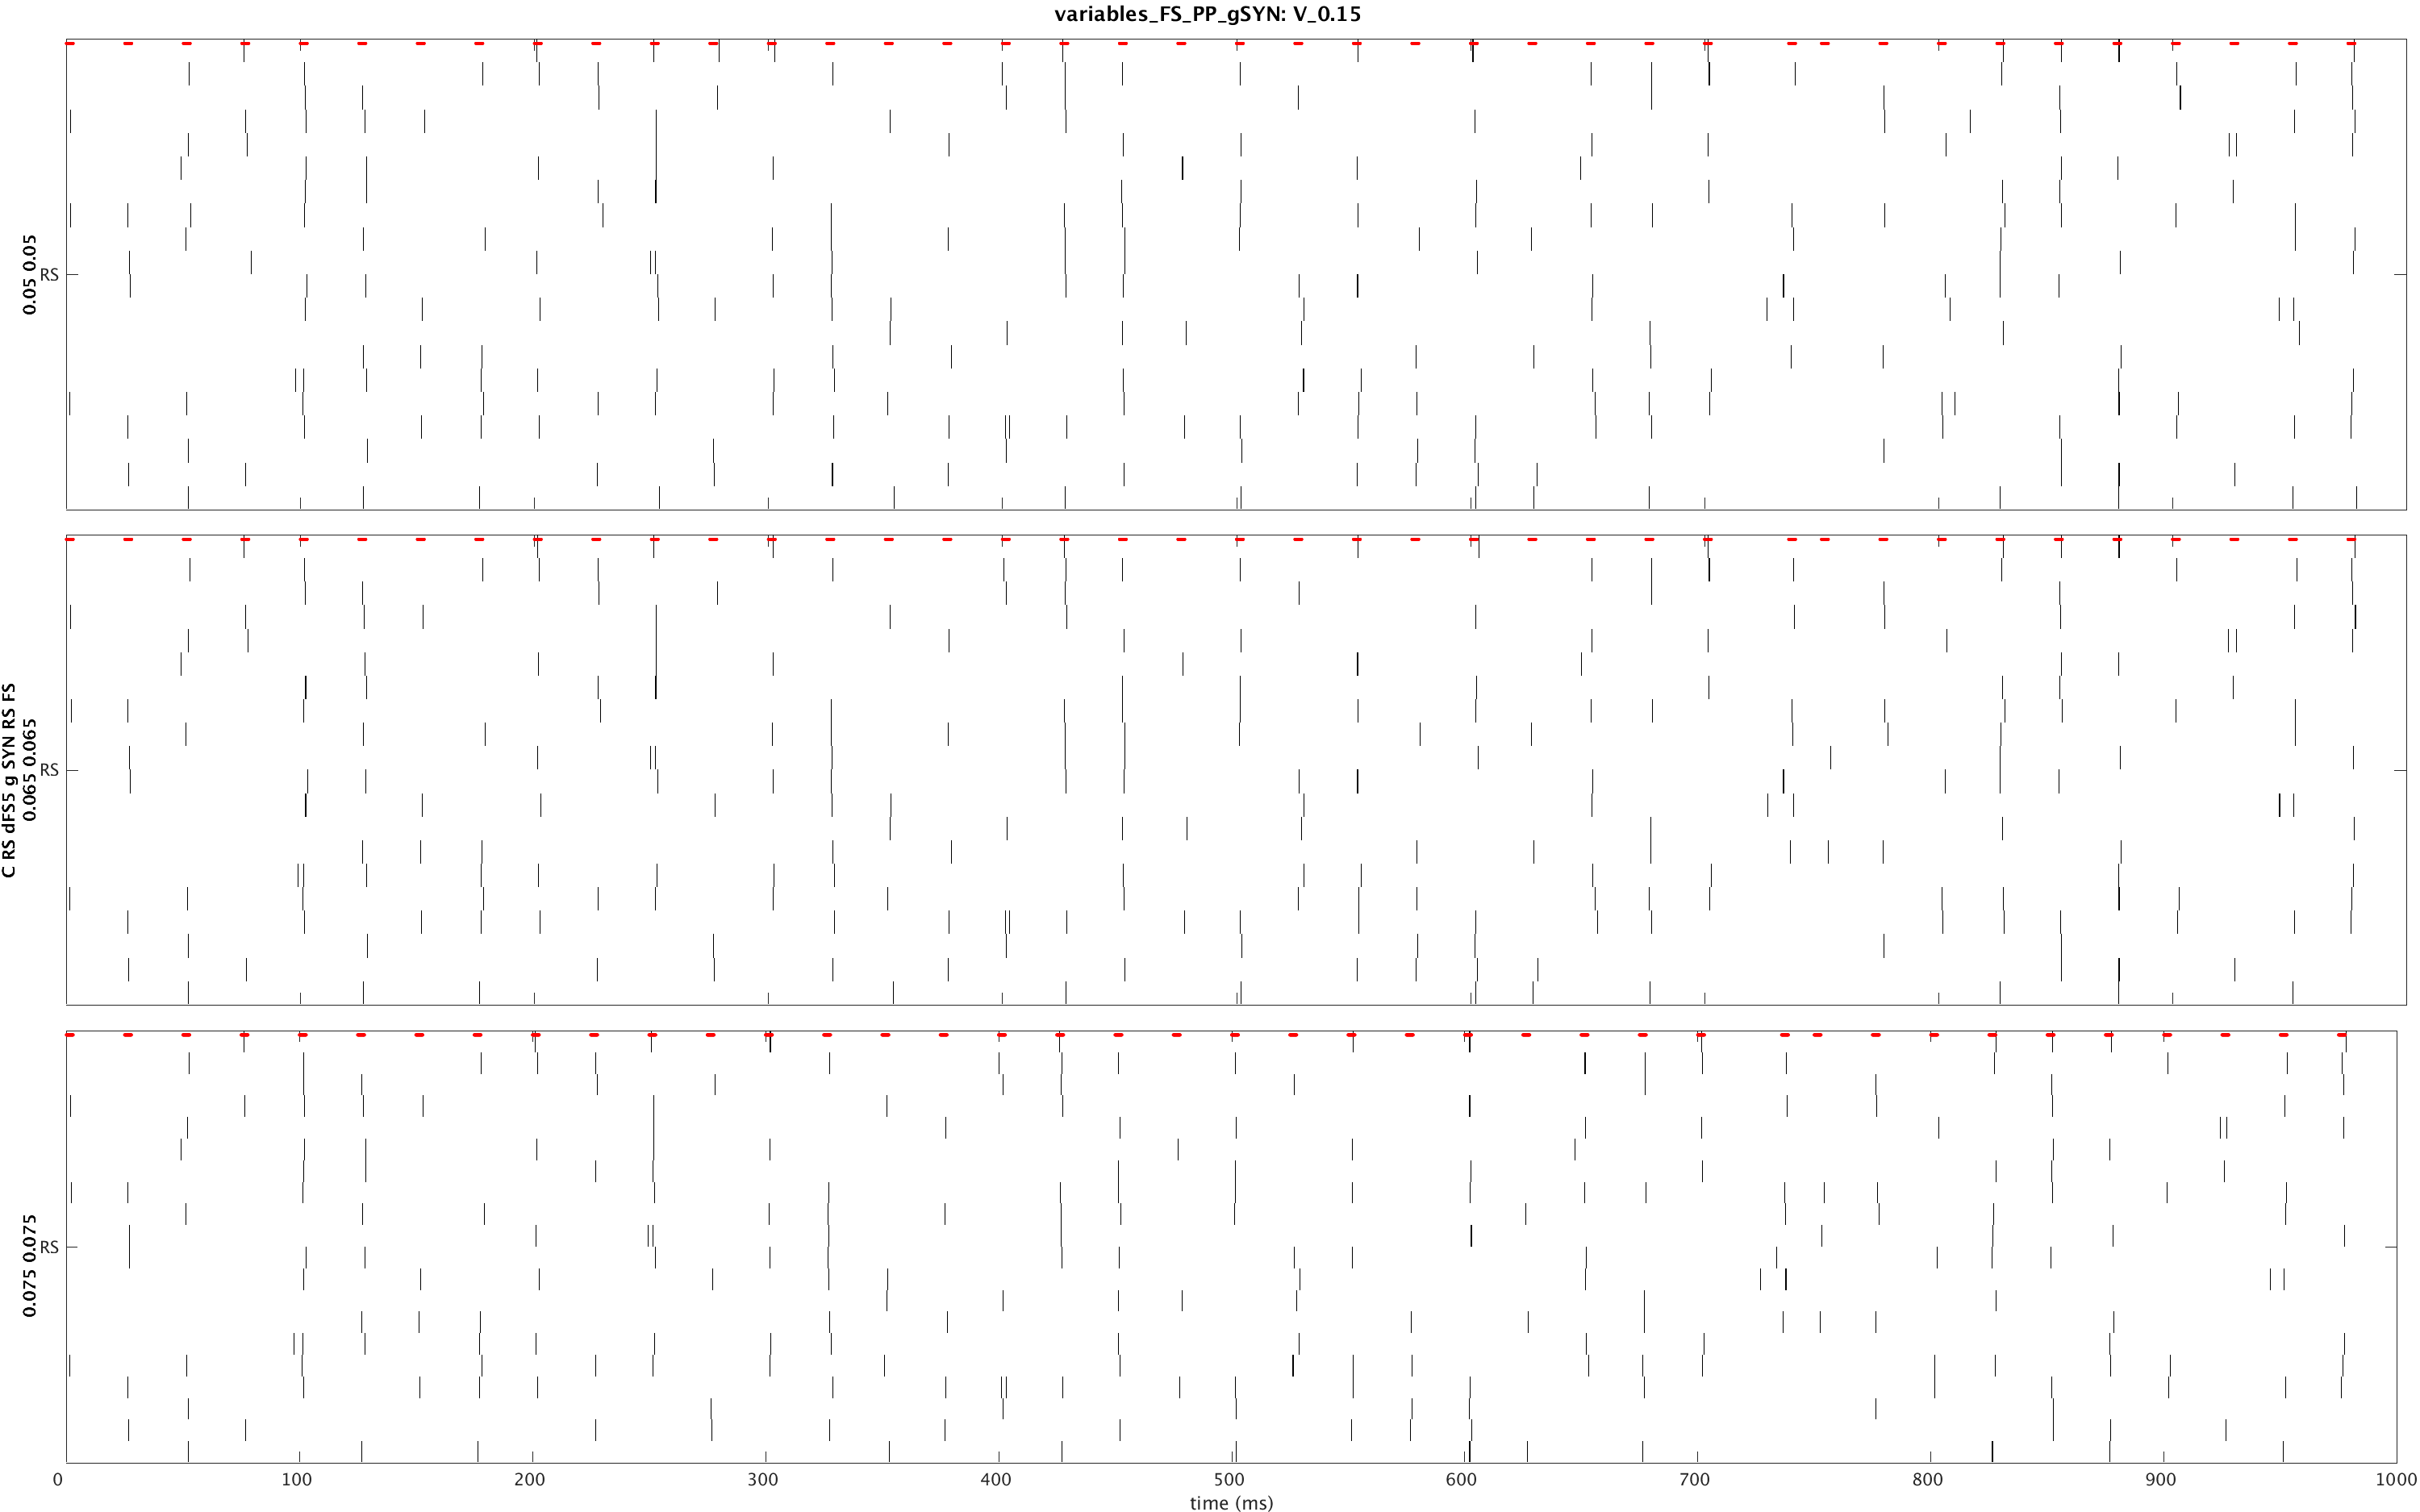 variables_FS_PP_gSYN: V_0.15
C RS dFS5 g SYN RS FS
0.05 0.05
RS
0.065 0.065
RS
0.075 0.075
RS
0 100 200 300 400 500 600 700 800 900 1000
time (ms)